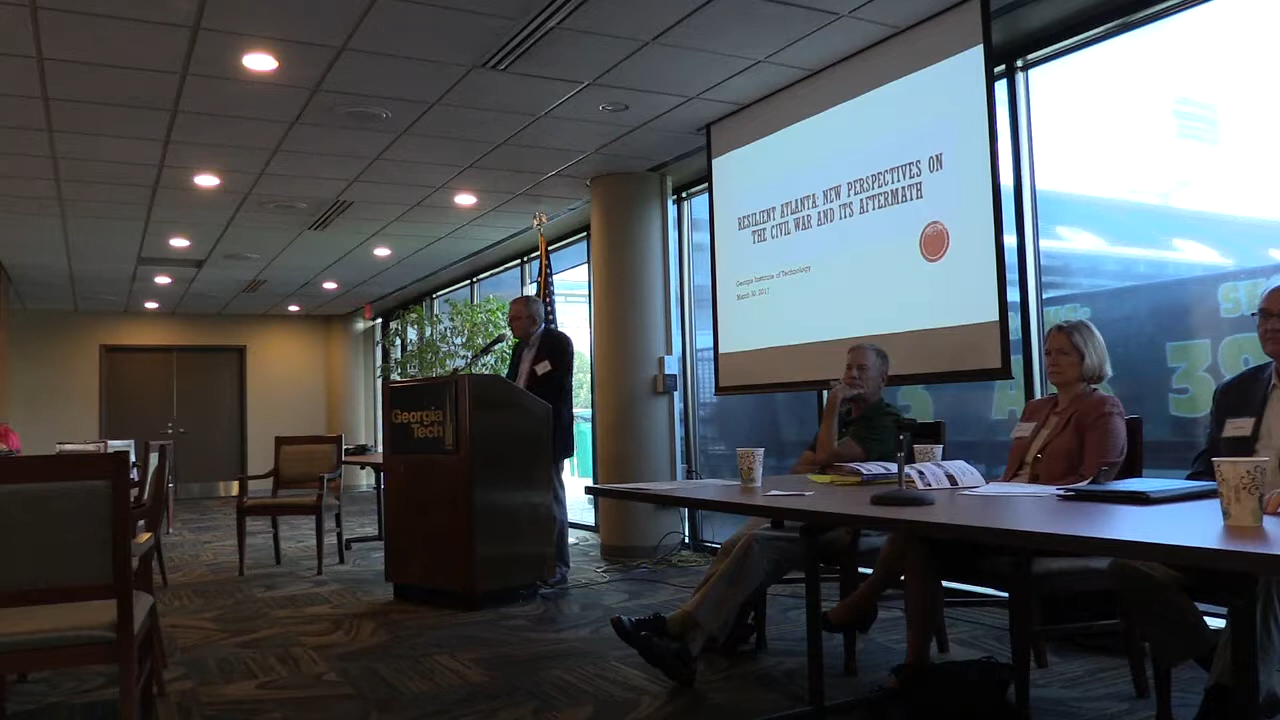 RESILIENT ATLANTA: NEW PERSPECTIVES ON
THE CIVIL WAR AND ITS AFTERMATH
Georgia Institute of Technology
March 30, 2017
Georgia
Tech